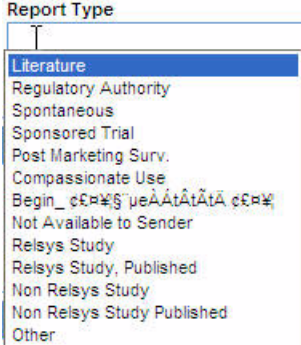 Report Type
Literature
Regulatory Authority
Spontaneous
Sponsored Trial
Post Marketing Surv.
Compassionate Use
Begin_ ¢£¤¥¦§¨µeÀÁtÂtÃtÄ ¢£¤¥¦
Not Available to Sender
Relsys Study
Relsys Study, Published
Non Relsys Study
Non Relsys Study Published
Other